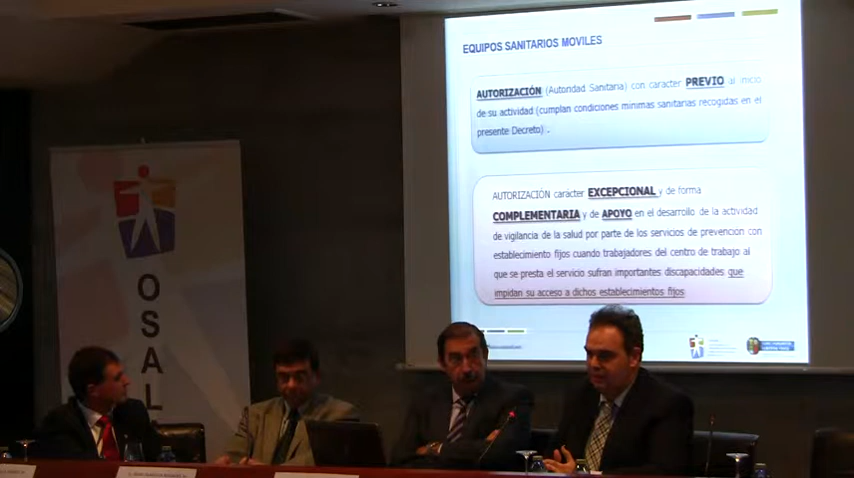 EQUIPOS SANITARIOS MOVILES
AUTORIZACIÓN (Autoridad Sanitaria) con carácter PREVIO al inicio
de su actividad (cumplan condiciones mínimas sanitarias recogidas en el
presente Decreto) .
AUTORIZACIÓN carácter EXCEPCIONAL y de forma
COMPLEMENTARIA y de APOYO en el desarrollo de la actividad
de vigilancia de la salud por parte de los servicios de prevención con
establecimiento fijos cuando trabajadores del centro de trabajo al
que se presta el servicio sufran importantes discapacidades que
impidan su acceso a dichos establecimientos fijos
OSAL